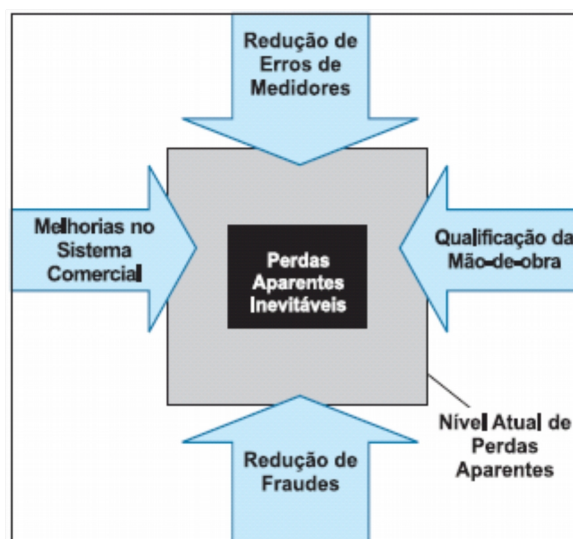 Redução de
Erros de
Medidores
Melhorias no
Sistema
Comercial
Perdas
Aparentes
Inevitáveis
Qualificação da
Mão-de-obra
Nível Atual de
Perdas
Aparentes
Redução de
Fraudes